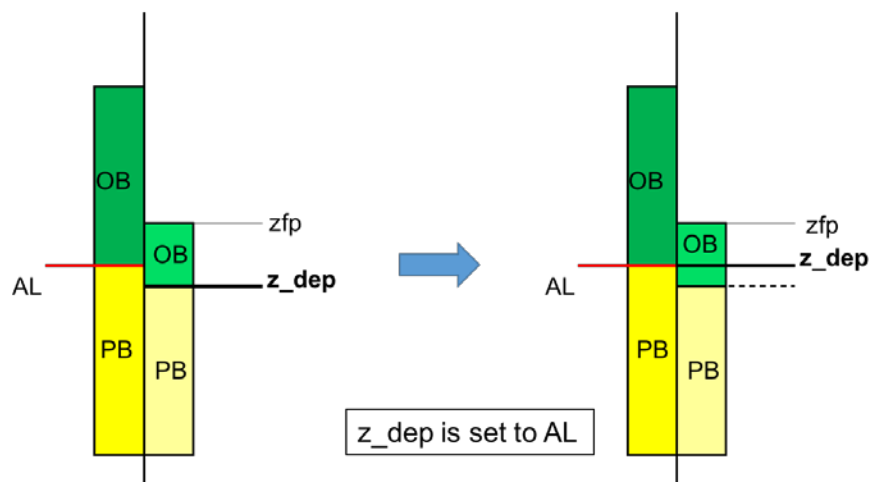 OB
zfp
OB
AL
z_dep
PB
PB
OB
zfp
OB
z_dep
AL
PB
PB
z_dep is set to AL